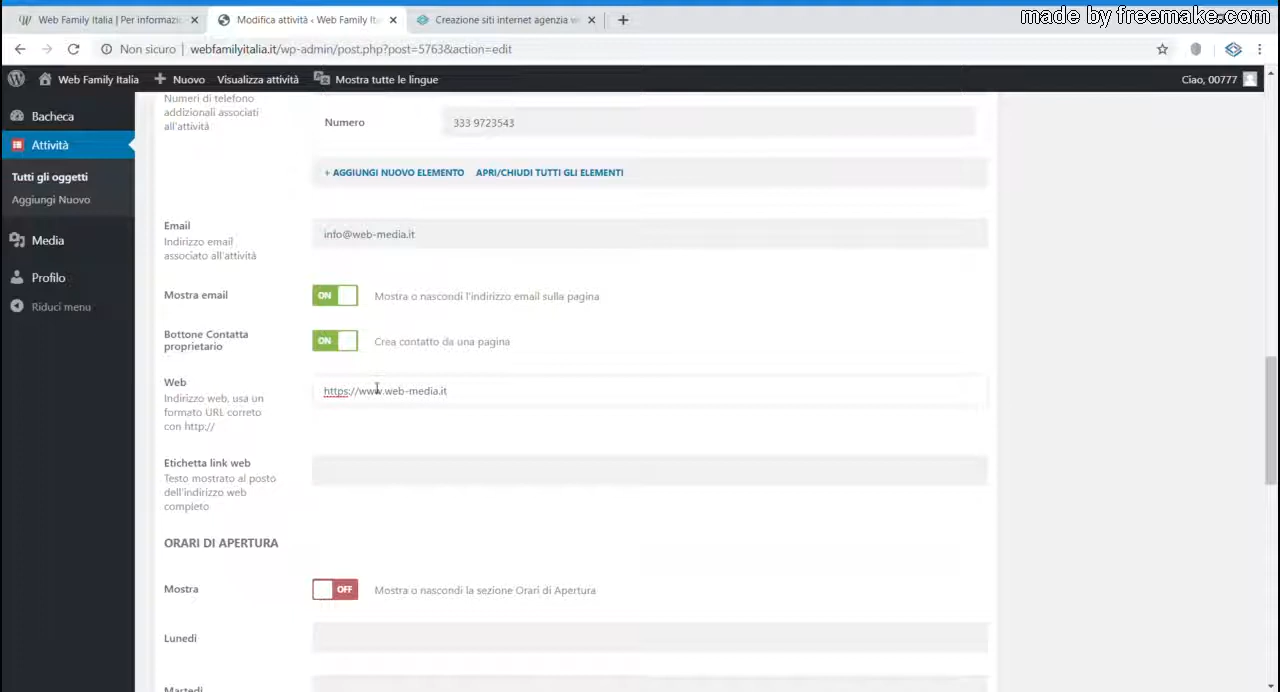 made by freemake.com
Web Family Italia | Per informazi
Modifica attività ‹ Web Family Ita
Creazione siti internet agenzia w
Non sicuro | webfamilyitalia.it/wp-admin/post.php?post=5763&action=edit
Web Family Italia
Nuovo
Visualizza attività
Mostra tutte le lingue
Ciao, 00777
Bacheca
Attività
Tutti gli oggetti
Aggiungi Nuovo
Media
Profilo
Riduci menu
Numeri di telefono
addizionali associati
all'attività
Numero
333 9723543
+ AGGIUNGI NUOVO ELEMENTO
APRI/CHIUDI TUTTI GLI ELEMENTI
Email
Indirizzo email
associato all'attività
info@web-media.it
Mostra email
ON
Mostra o nascondi l'indirizzo email sulla pagina
Bottone Contatta
proprietario
ON
Crea contatto da una pagina
Web
Indirizzo web, usa un
formato URL correto
con http://
https://www.web-media.it
Etichetta link web
Testo mostrato al posto
dell'indirizzo web
completo
ORARI DI APERTURA
Mostra
OFF
Mostra o nascondi la sezione Orari di Apertura
Lunedì
Martedì